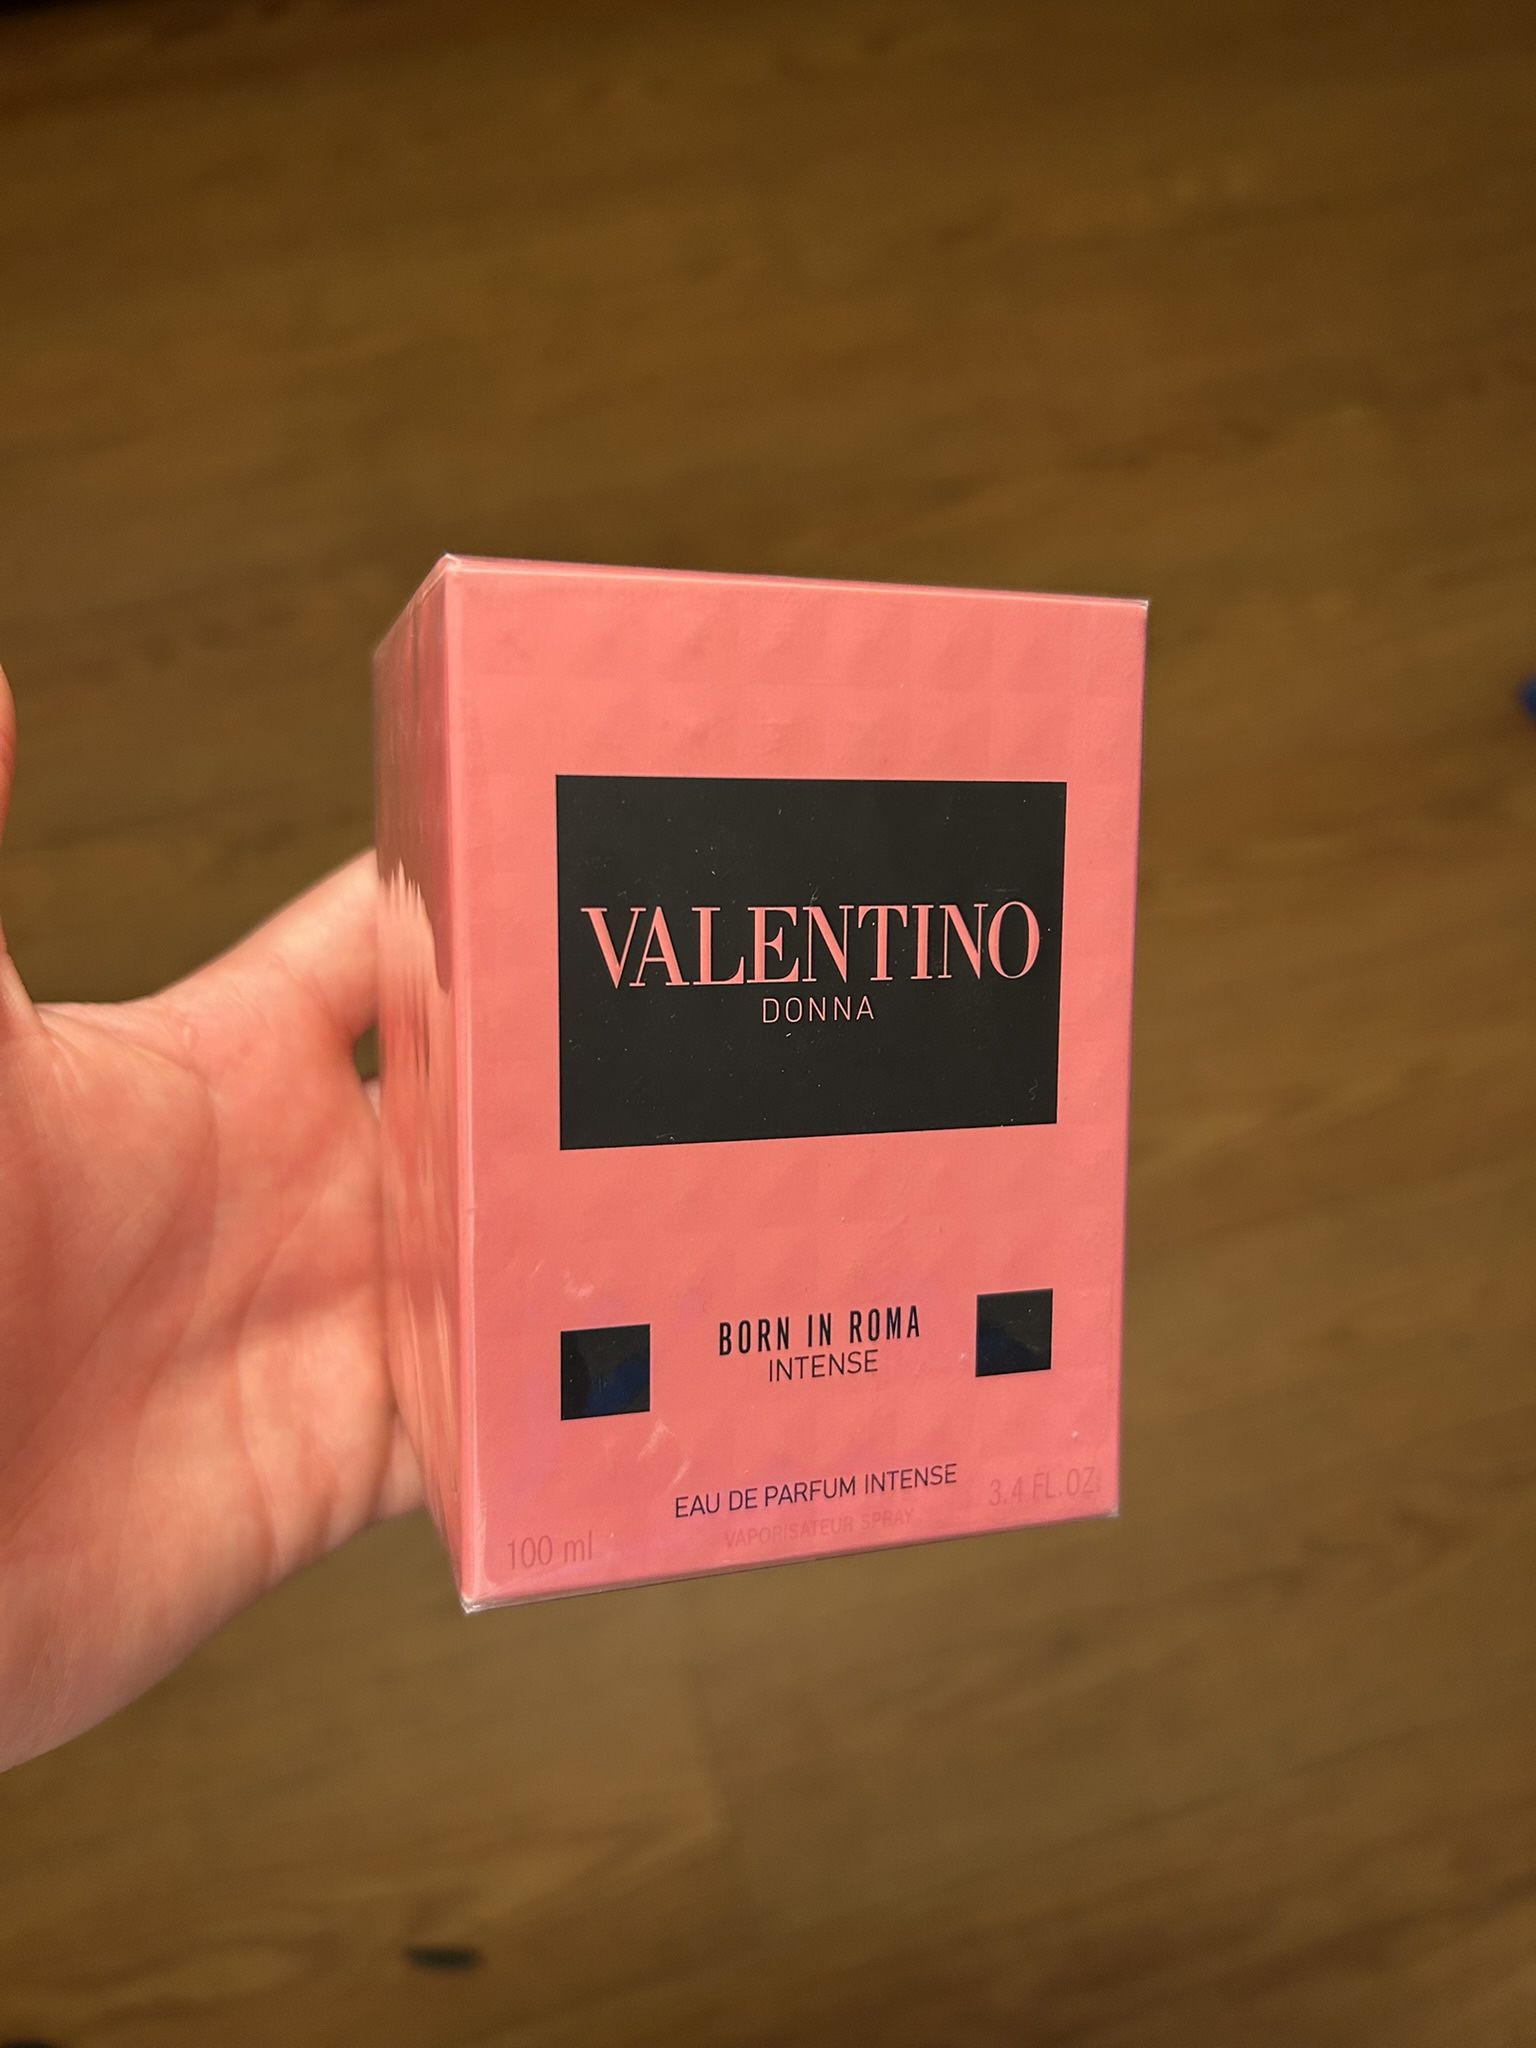 VALENTINO
DONNA
BORN IN ROMA
INTENSE
EAU DE PARFUM INTENSE
VAPORISATEUR SPRAY
100 ml
3.4 FL.OZ.